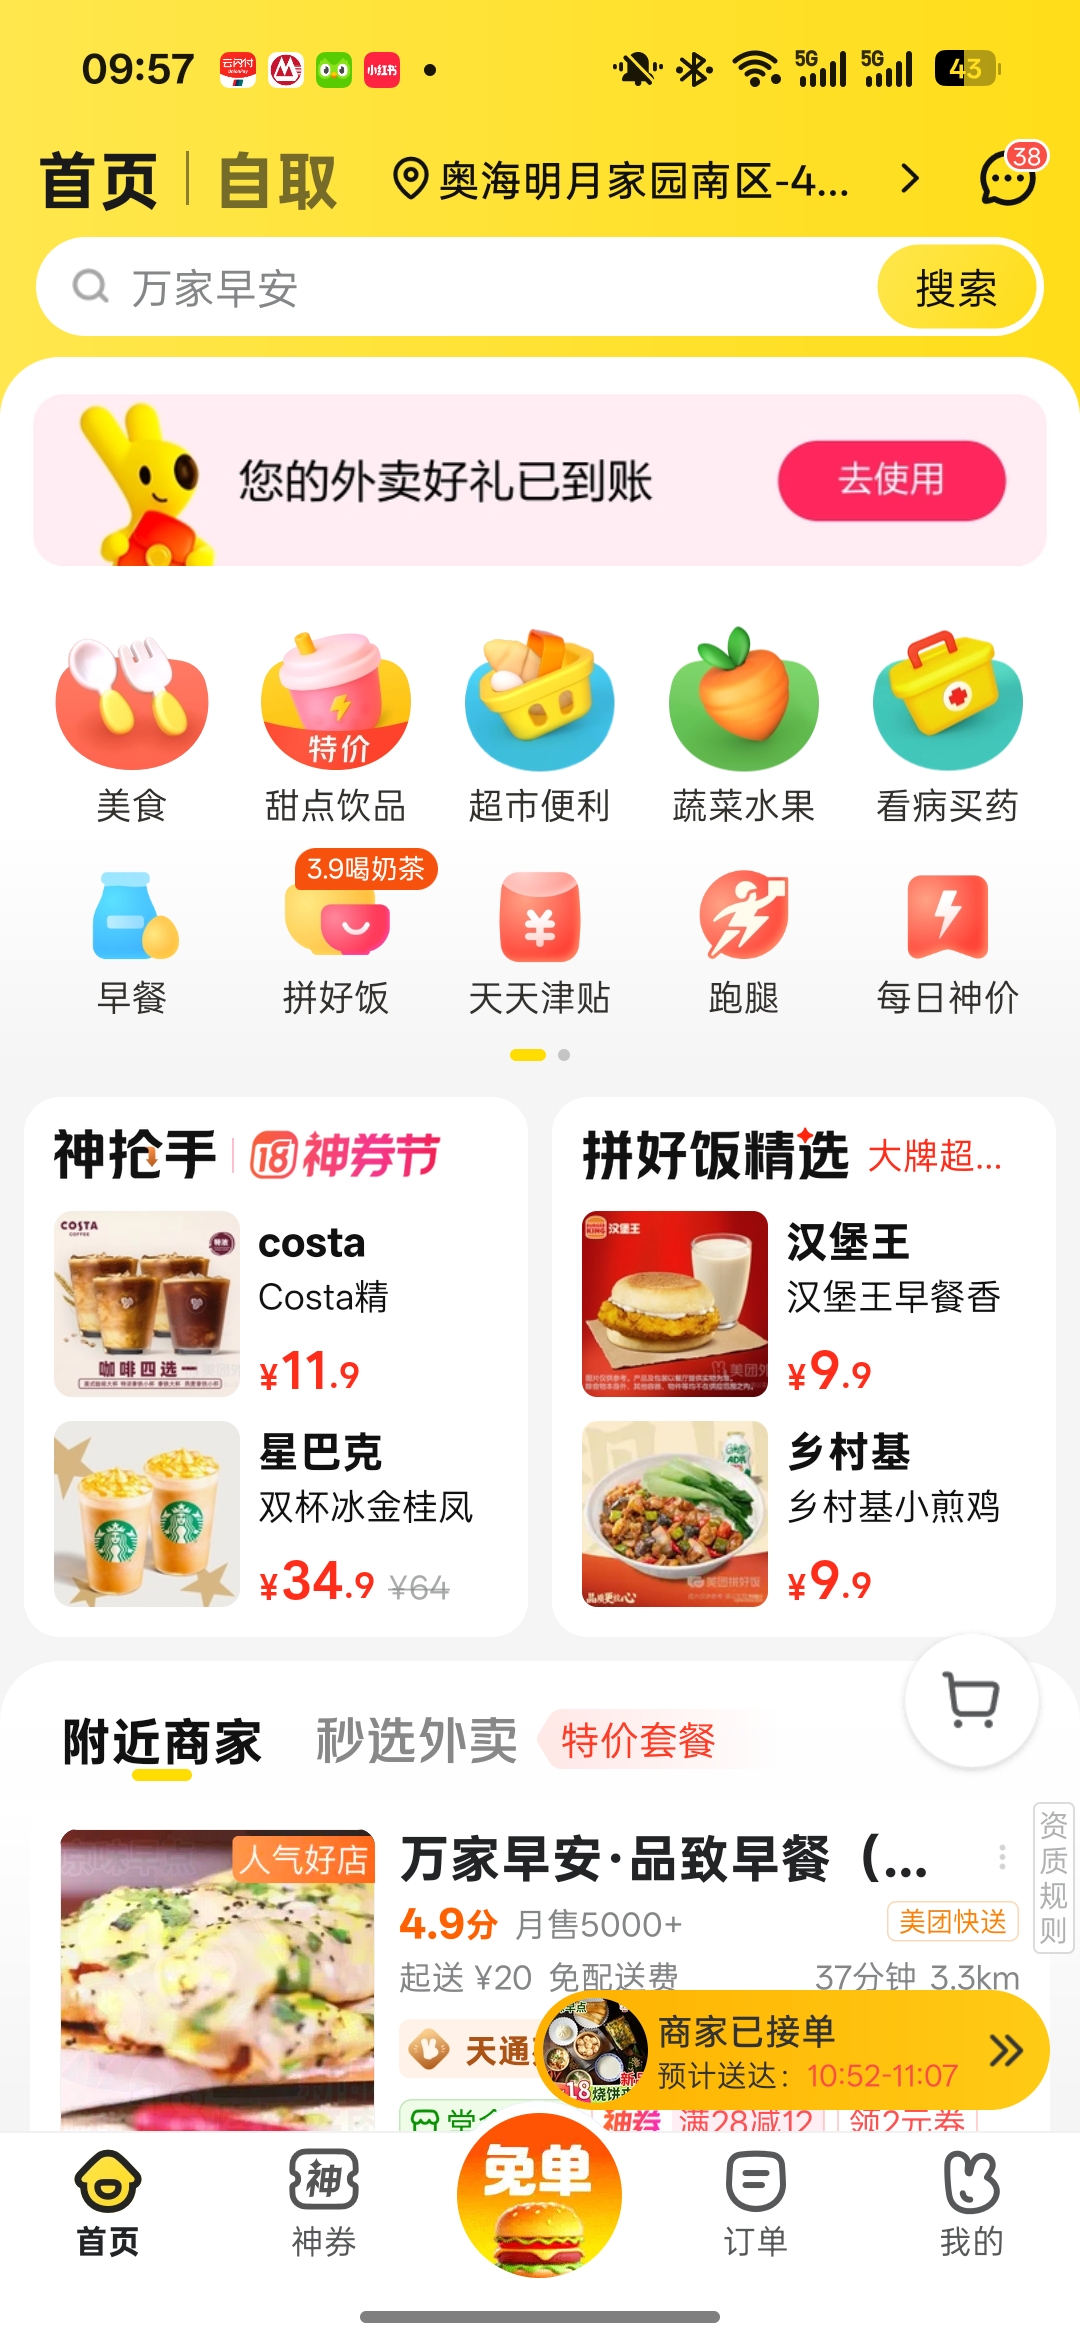 09:57
5G
5G
43
首页
自取
奥海明月家园南区-4...
38
万家早安
搜索
您的外卖好礼已到账
去使用
特价
美食
甜点饮品
超市便利
蔬菜水果
看病买药
3.9喝奶茶
早餐
拼好饭
天天津贴
跑腿
每日神价
神抢手
18神券节
COSTA
COFFEE
咖啡四选一
costa
Costa精
¥11.9
星巴克
双杯冰金桂凤
¥34.9 ¥64
拼好饭精选
大牌超...
汉堡王
汉堡王
汉堡王早餐香
¥9.9
乡村基
乡村基小煎鸡
¥9.9
附近商家
秒选外卖
特价套餐
资质规则
人气好店
万家早安·品致早餐（...
4.9分 月售5000+
美团快送
起送 ¥20 免配送费
37分钟 3.3km
天通
商家已接单
预计送达：10:52-11:07
神券 满28减12
领2元券
首页
神
神券
免单
订单
我的